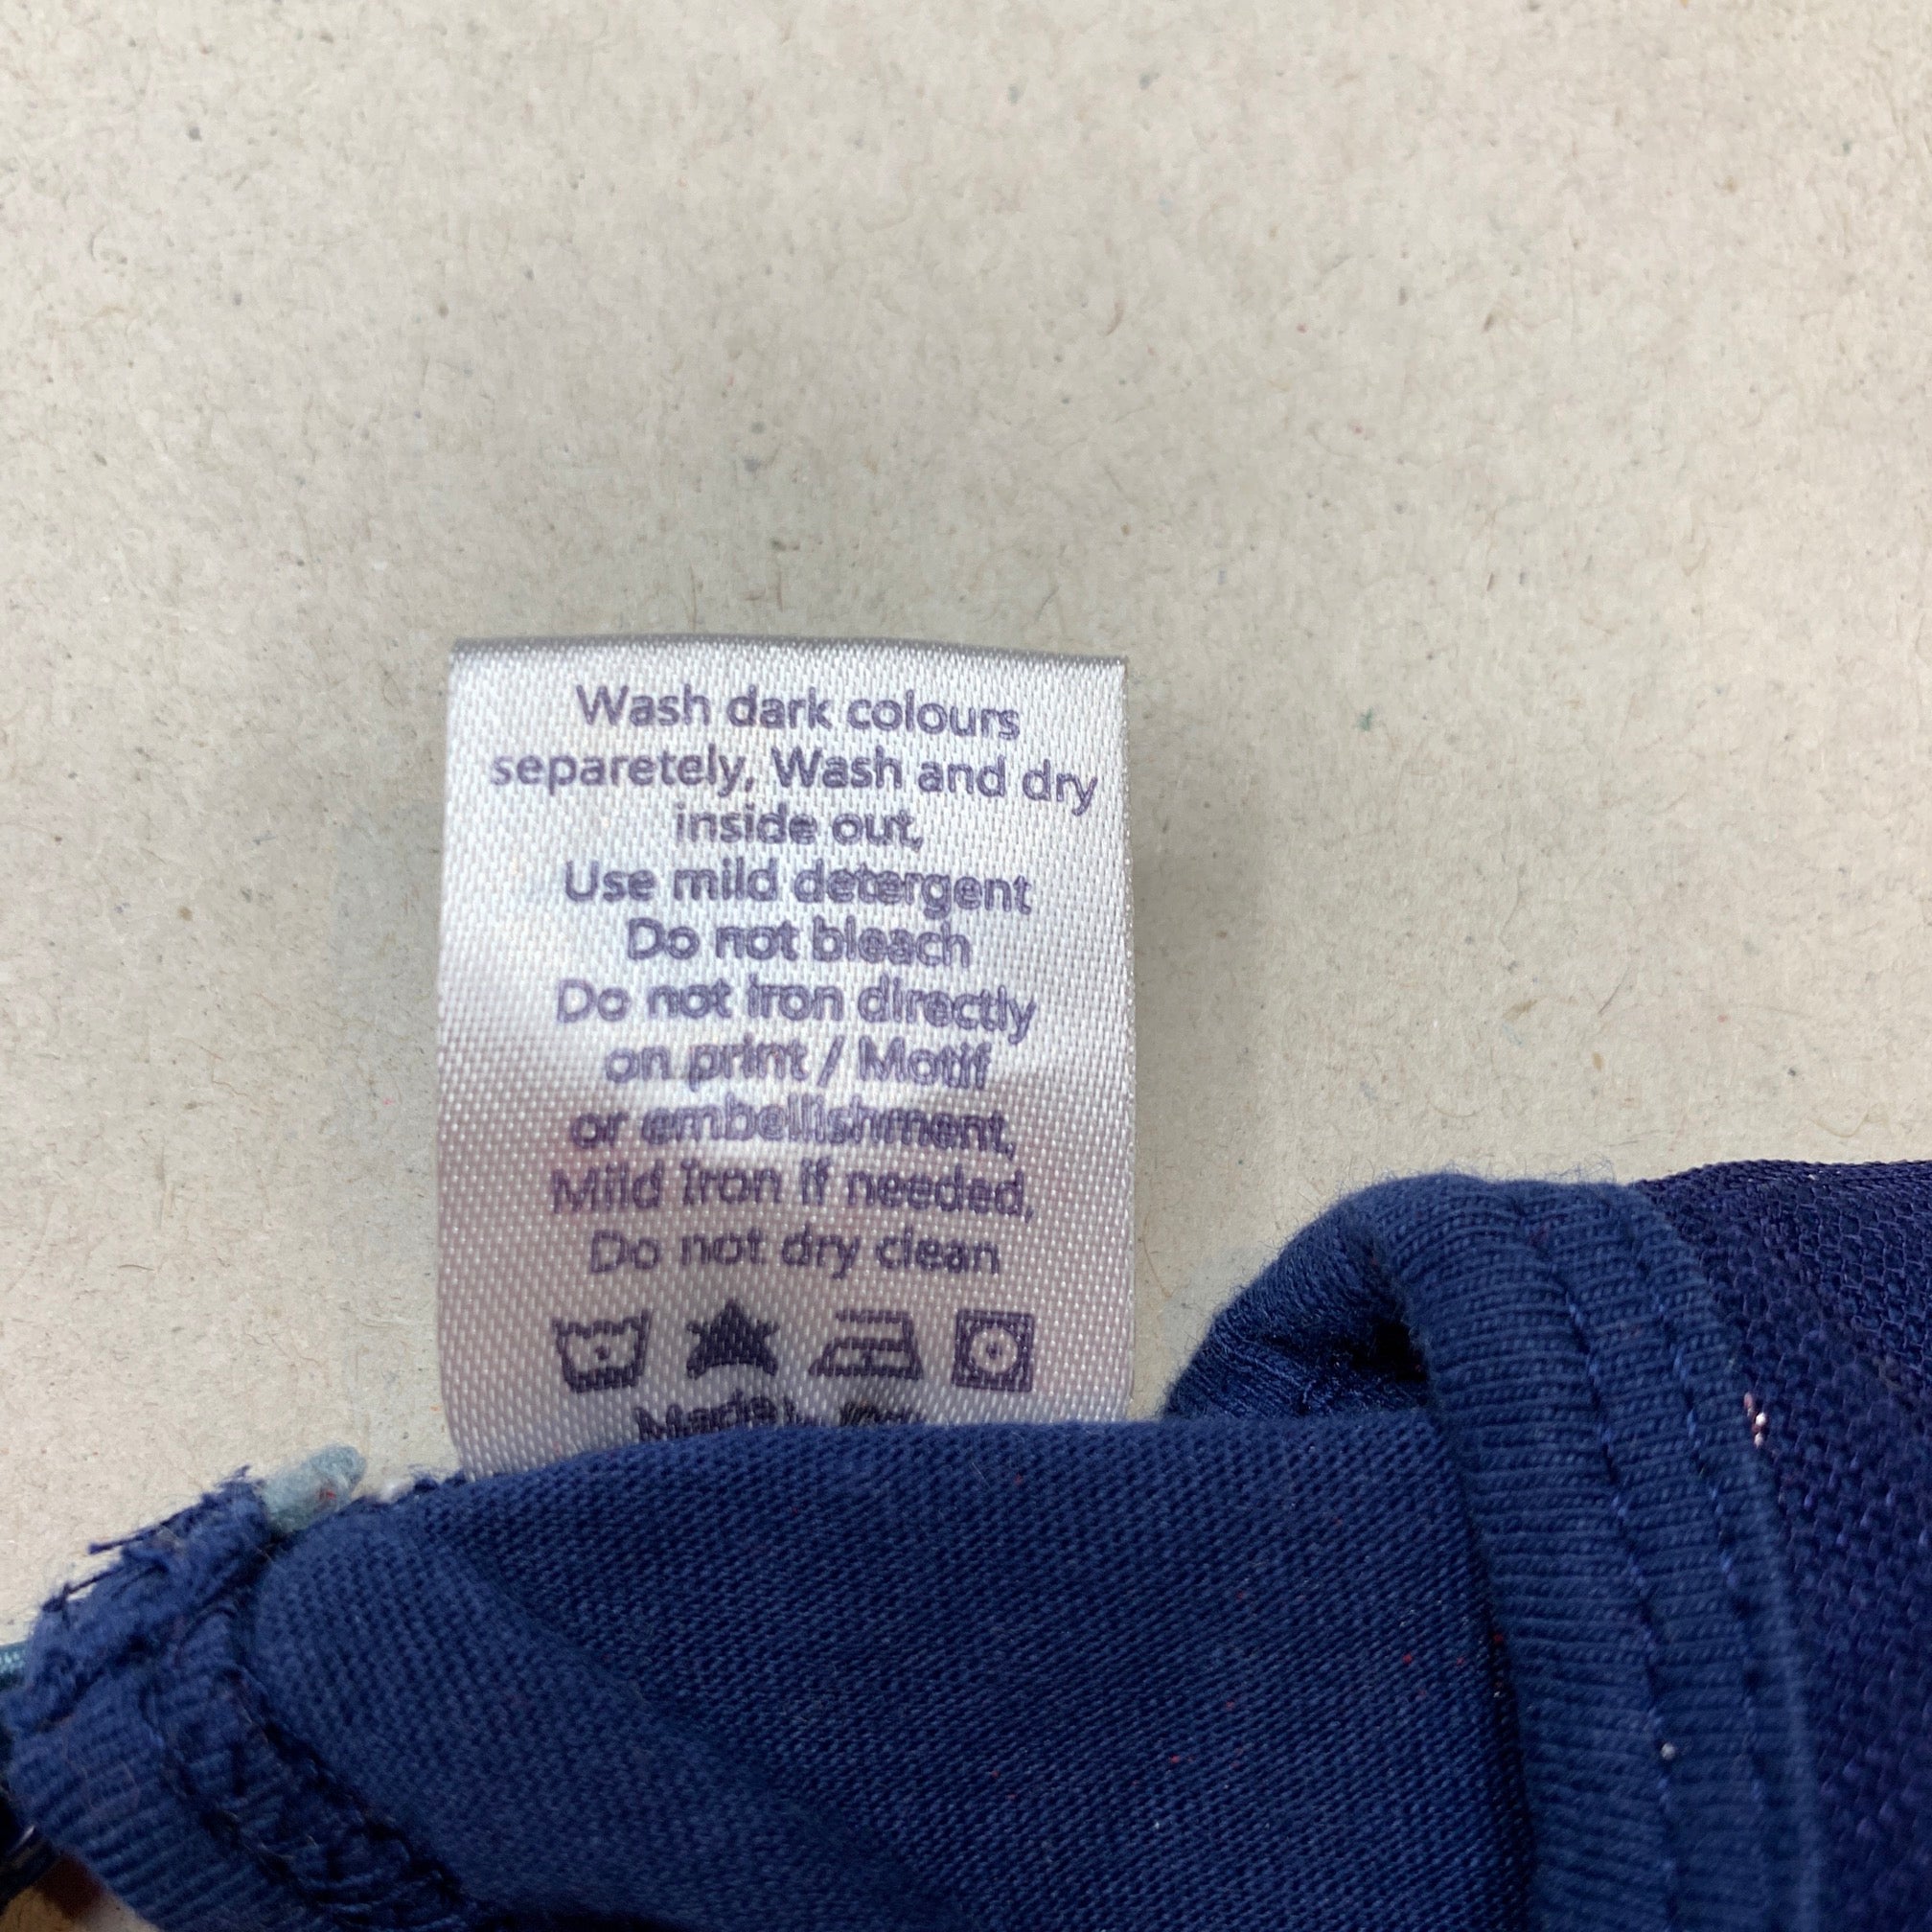 Wash dark colours
separetely, Wash and dry
inside out,
Use mild detergent
Do not bleach
Do not iron directly
on print / Motif
or embellishment,
Mild iron if needed,
Do not dry clean
Made